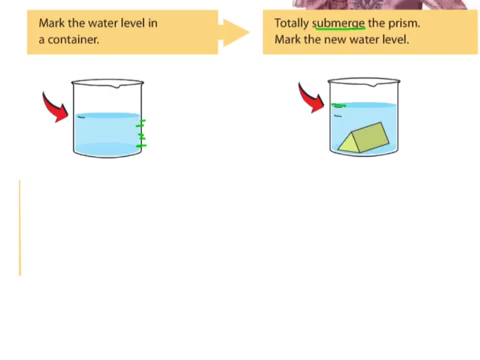 Mark the water level in
a container.
Totally submerge the prism.
Mark the new water level.